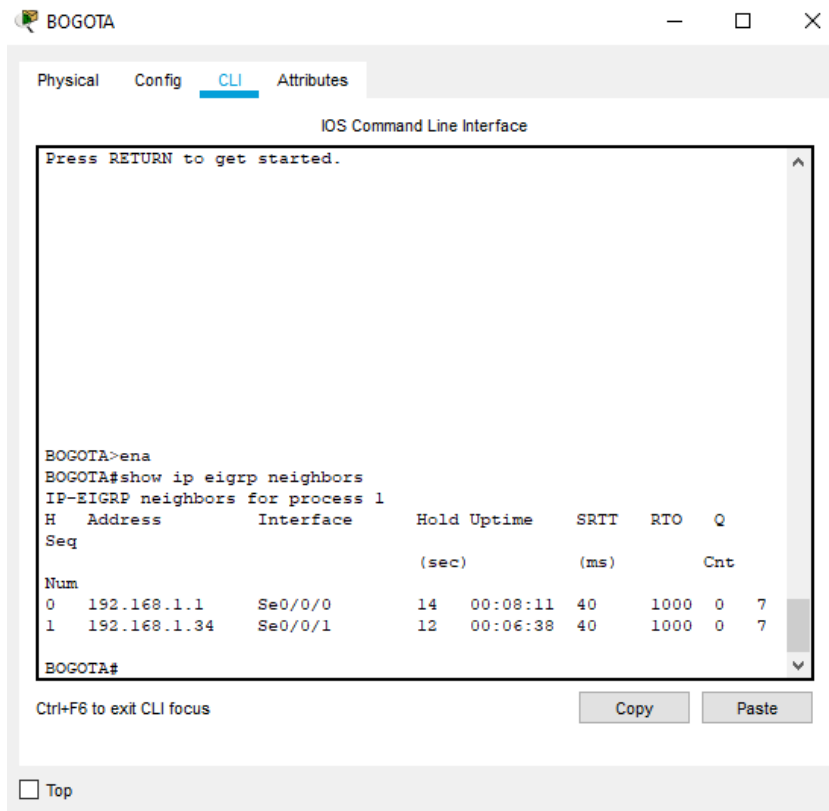 BOGOTA
Physical Config CLI Attributes
IOS Command Line Interface
Press RETURN to get started.
BOGOTA>ena
BOGOTA#show ip eigrp neighbors
IP-EIGRP neighbors for process 1
H Address Interface Hold Uptime SRTT RTO Q
Seq
(sec) (ms) Cnt
Num
0 192.168.1.1 Se0/0/0 14 00:08:11 40 1000 0 7
1 192.168.1.34 Se0/0/1 12 00:06:38 40 1000 0 7
BOGOTA#
Ctrl+F6 to exit CLI focus
Copy Paste
Top